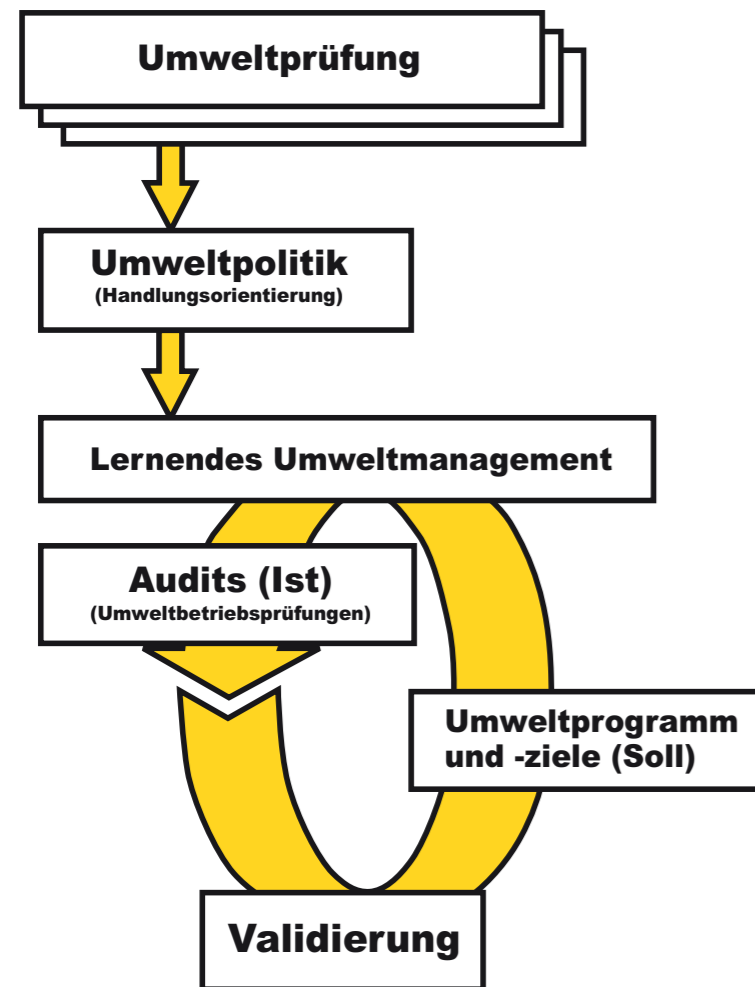 Umweltprüfung
Umweltpolitik
(Handlungsorientierung)
Lernendes Umweltmanagement
Audits (Ist)
(Umweltbetriebsprüfungen)
Umweltprogramm
und -ziele (Soll)
Validierung